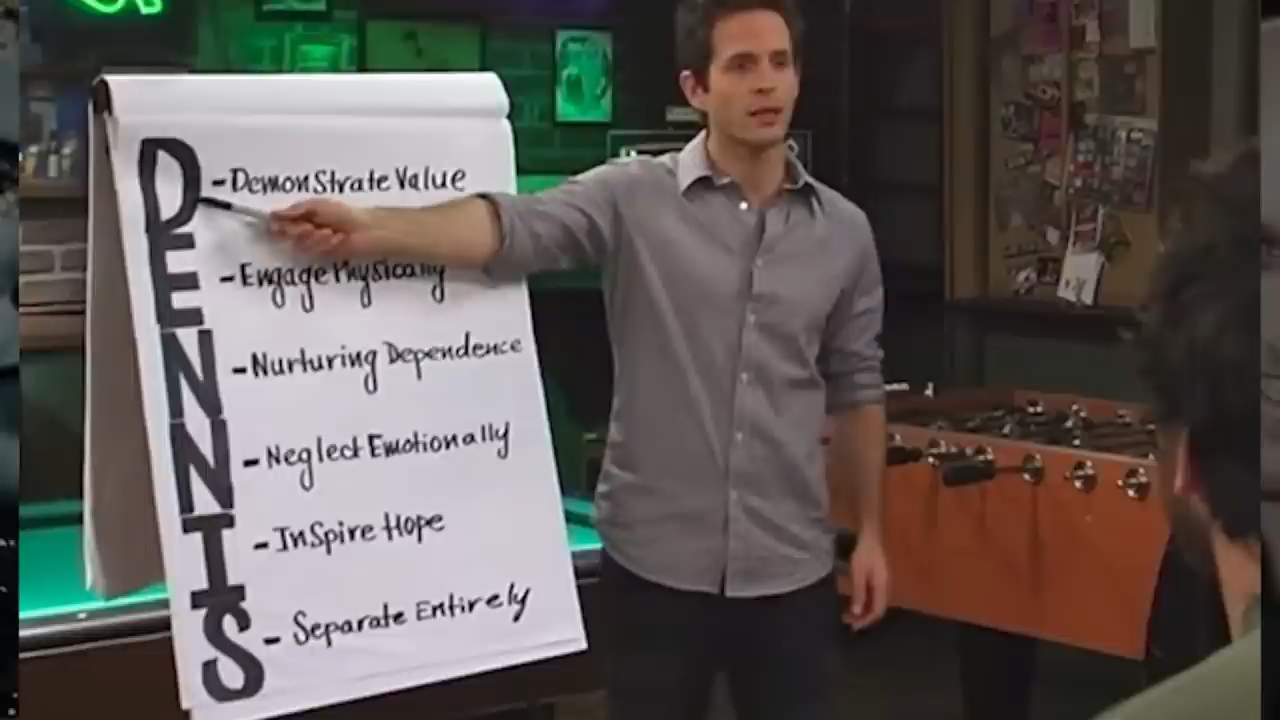 D - Demonstrate Value
E - Engage Physically
N - Nurturing Dependence
N - Neglect Emotionally
I - Inspire Hope
S - Separate Entirely